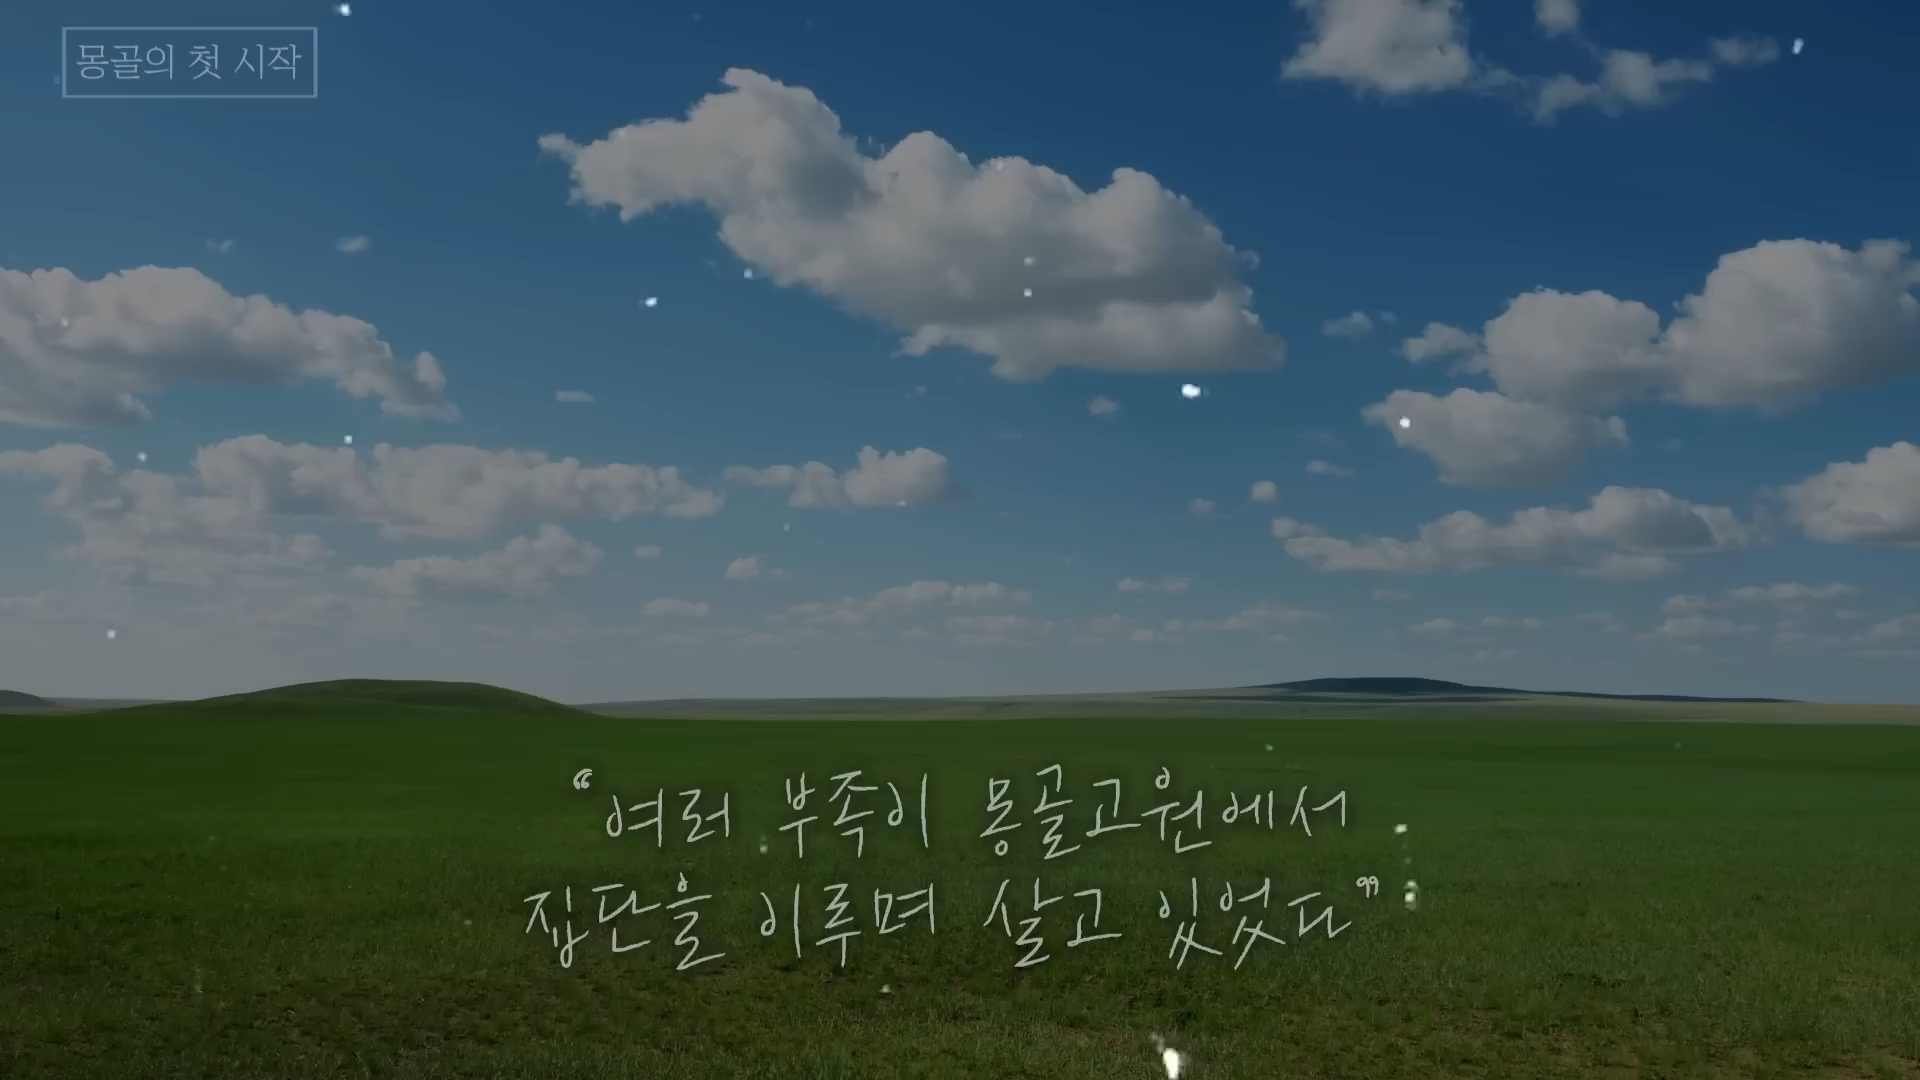 몽골의 첫 시작
“여러 부족이 몽골고원에서
집단을 이루며 살고 있었다”